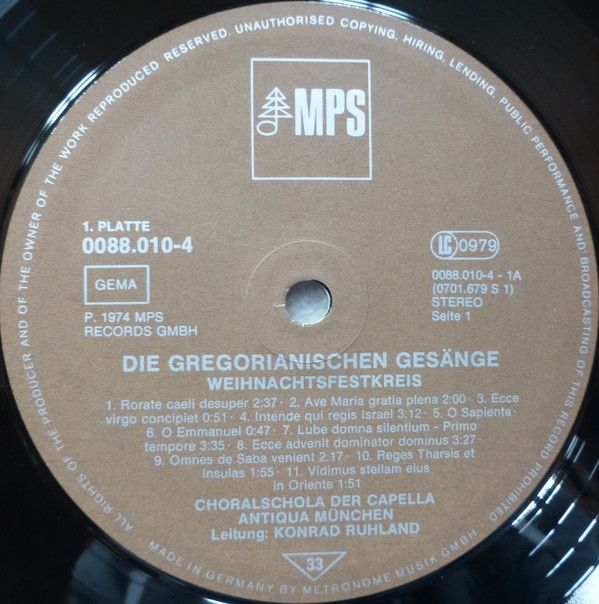 ALL RIGHTS OF THE PRODUCER AND OF THE OWNER OF THE WORK REPRODUCED RESERVED. UNAUTHORISED COPYING, HIRING, LENDING, PUBLIC PERFORMANCE AND BROADCASTING OF THIS RECORD PROHIBITED
MPS
1. PLATTE
0088.010-4
GEMA
P. 1974 MPS
RECORDS GMBH
LC 0979
0088.010-4 - 1A
(0701.679 S 1)
STEREO
Seite 1
DIE GREGORIANISCHEN GESÄNGE
WEIHNACHTSFESTKREIS
1. Rorate caeli desuper 2:37 · 2. Ave Maria gratia plena 2:00 · 3. Ecce
virgo concipiet 0:51 · 4. Intende qui regis Israel 3:12 · 5. O Sapienta ·
6. O Emmanuel 0:47 · 7. Lube domna silentium - Primo
tempore 3:35 · 8. Ecce advenit dominator dominus 3:27 ·
9. Omnes de Saba venient 2:17 · 10. Reges Tharsis et
insulas 1:55 · 11. Vidimus stellam eius
in Oriente 1:51
CHORALSCHOLA DER CAPELLA
ANTIQUA MÜNCHEN
Leitung: KONRAD RUHLAND
33
MADE IN GERMANY BY METRONOME MUSIK GMBH